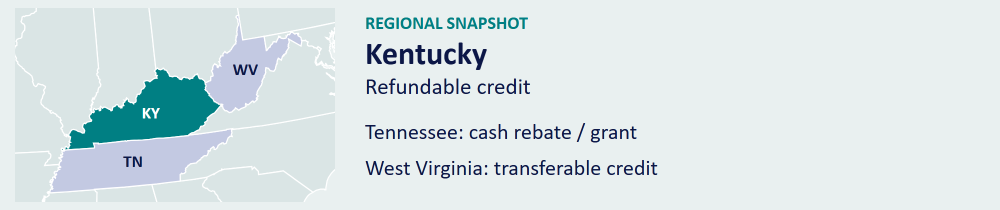 WV
KY
TN
REGIONAL SNAPSHOT
Kentucky
Refundable credit
Tennessee: cash rebate / grant
West Virginia: transferable credit